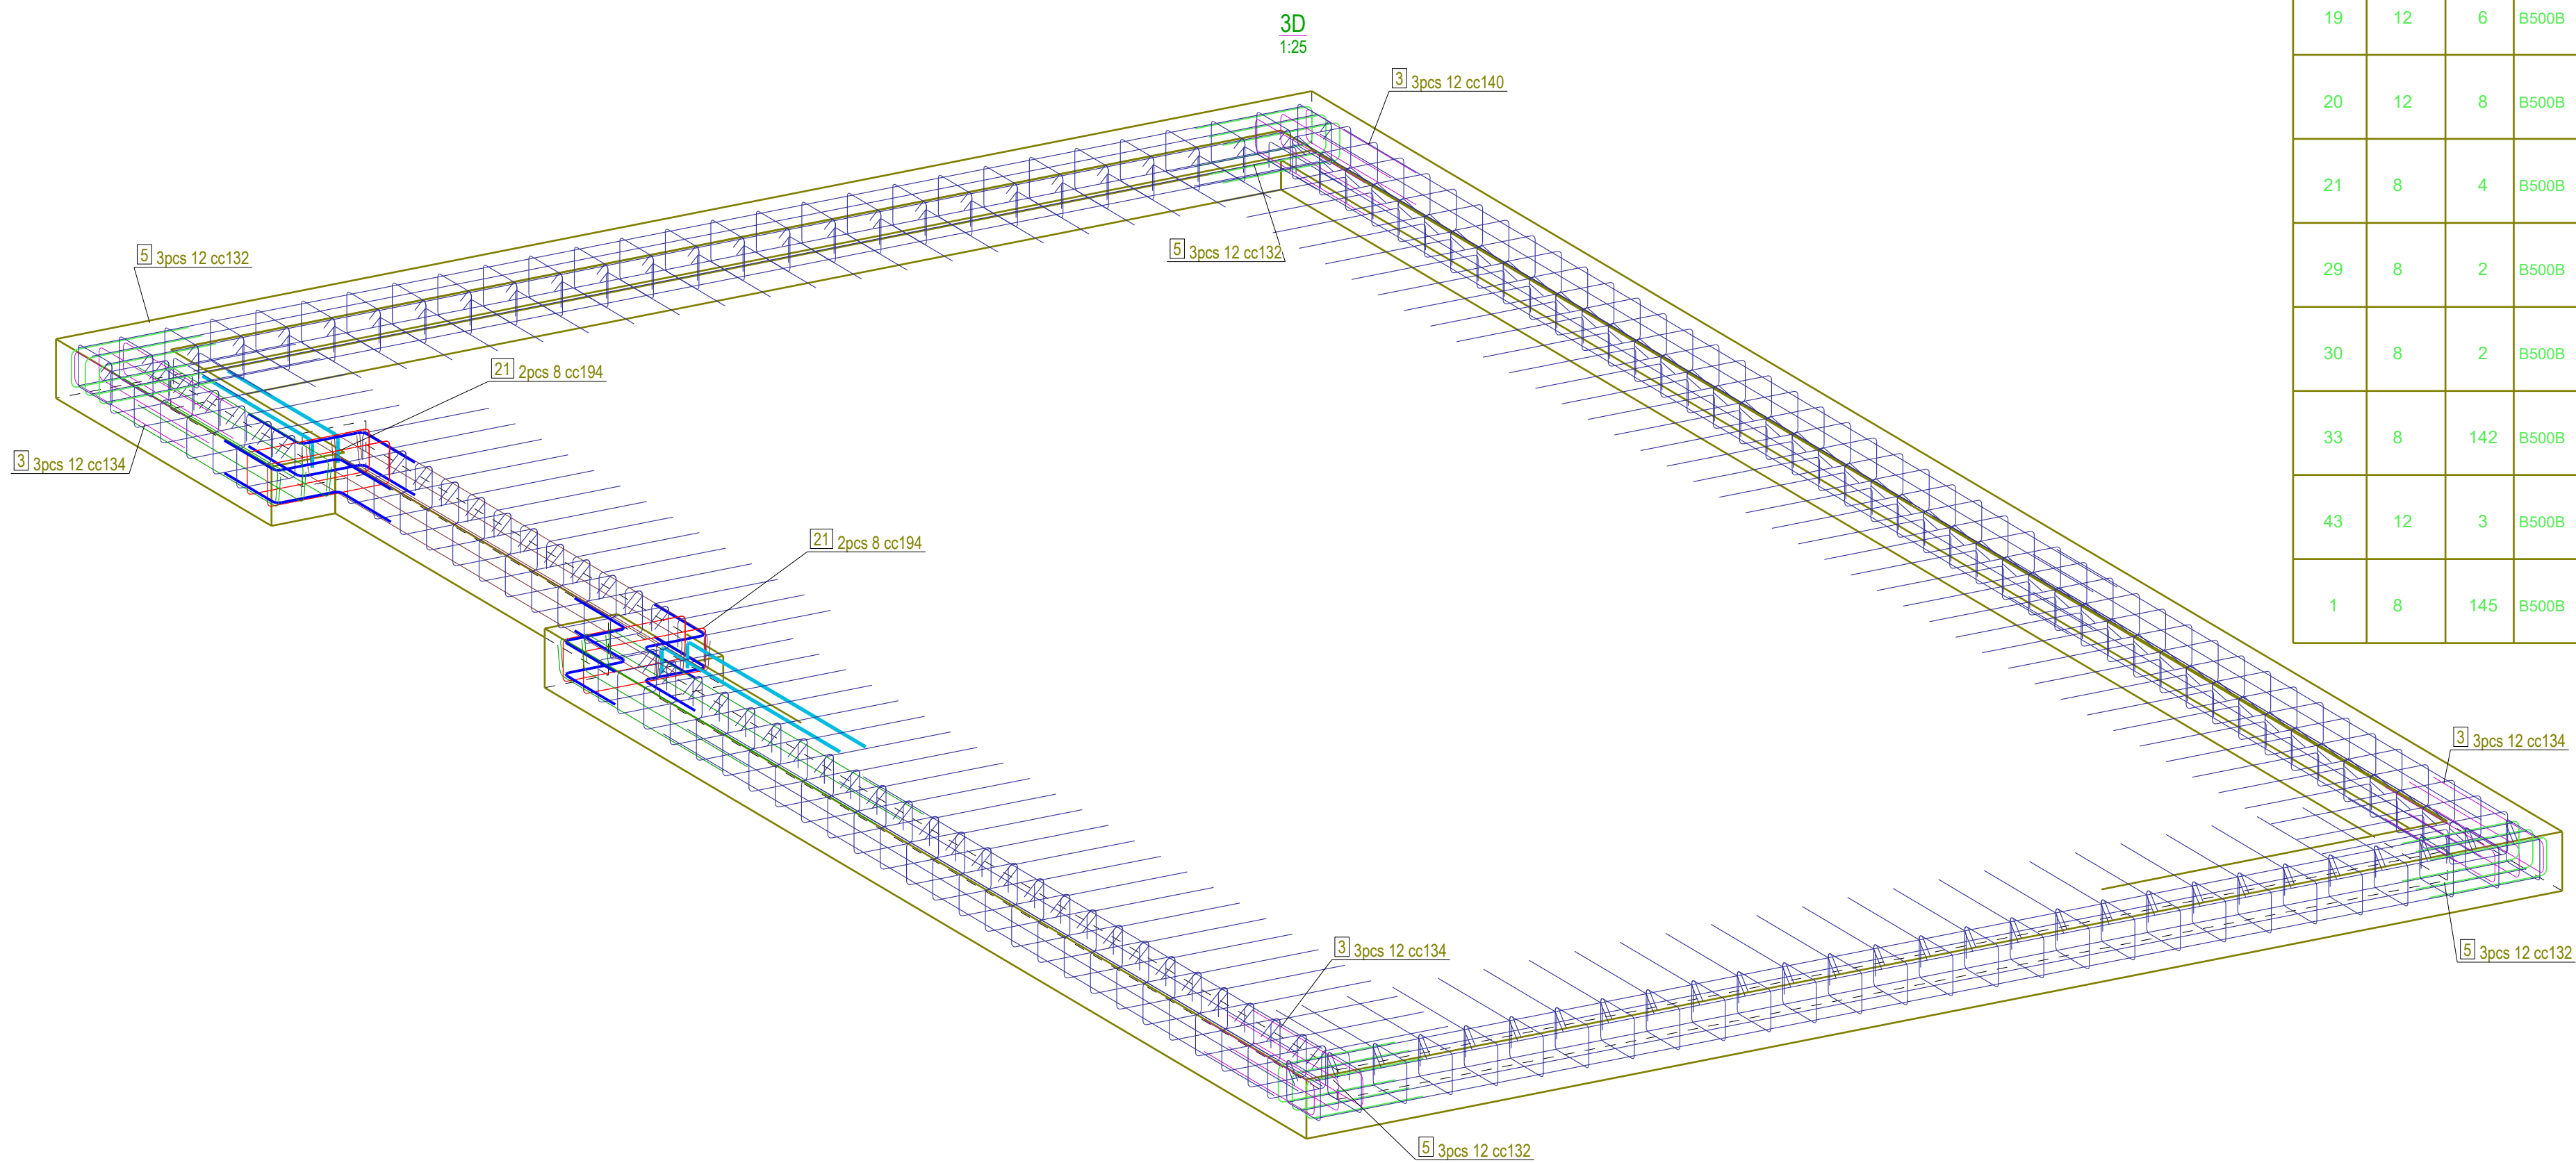 3D
1:25
3 3pcs 12 cc140
5 3pcs 12 cc132
5 3pcs 12 cc132
21 2pcs 8 cc194
3 3pcs 12 cc134
21 2pcs 8 cc194
3 3pcs 12 cc134
3 3pcs 12 cc134
5 3pcs 12 cc132
5 3pcs 12 cc132
19 12 6 B500B
20 12 8 B500B
21 8 4 B500B
29 8 2 B500B
30 8 2 B500B
33 8 142 B500B
43 12 3 B500B
1 8 145 B500B